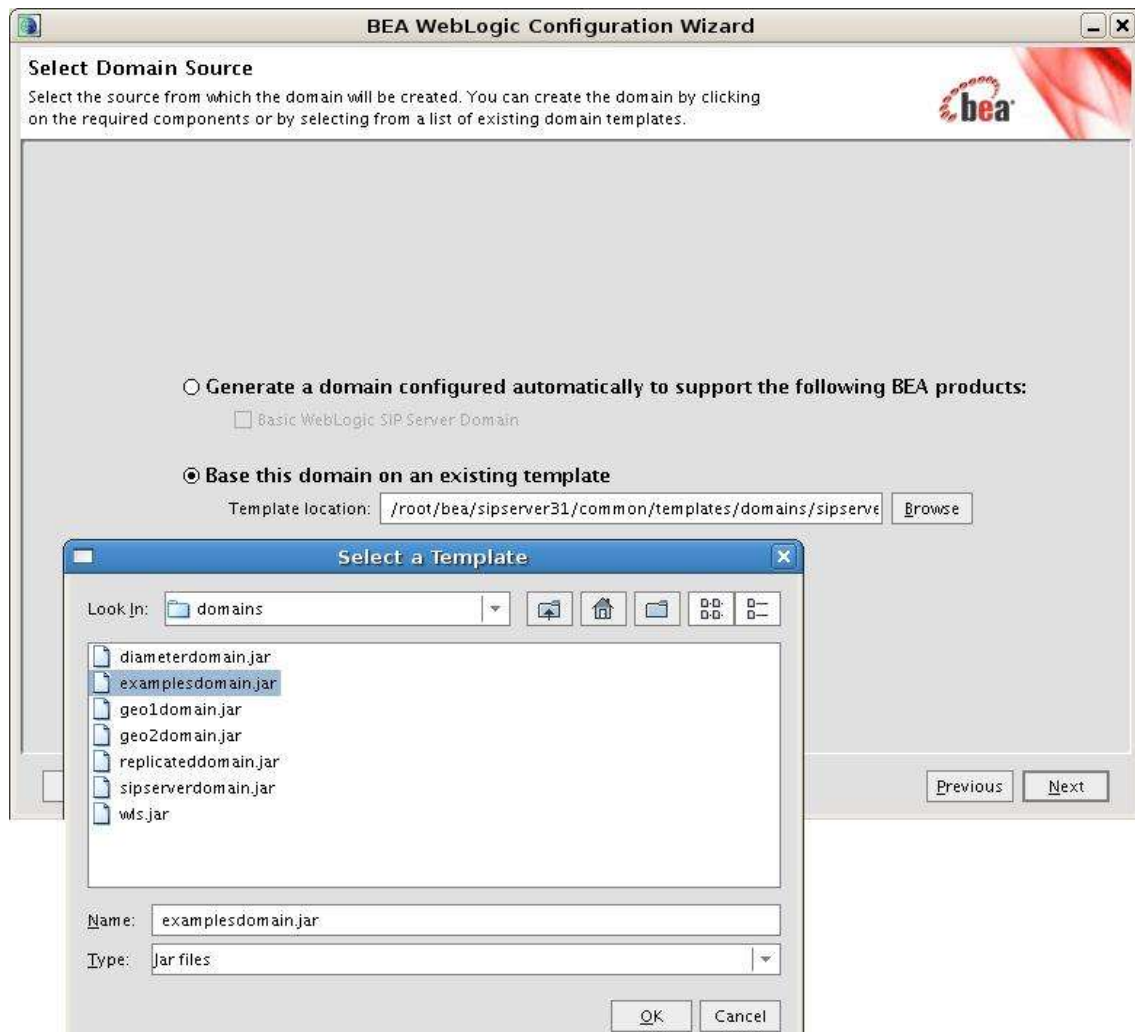 BEA WebLogic Configuration Wizard
Select Domain Source
Select the source from which the domain will be created. You can create the domain by clicking
on the required components or by selecting from a list of existing domain templates.
bea
Generate a domain configured automatically to support the following BEA products:
Basic WebLogic SIP Server Domain
Base this domain on an existing template
Template location: /root/bea/sipserver31/common/templates/domains/sipserve Browse
Select a Template
Look In: domains
diameterdomain.jar
examplesdomain.jar
geo1domain.jar
geo2domain.jar
replicateddomain.jar
sipserverdomain.jar
wls.jar
Previous Next
Name: examplesdomain.jar
Type: Jar files
OK Cancel